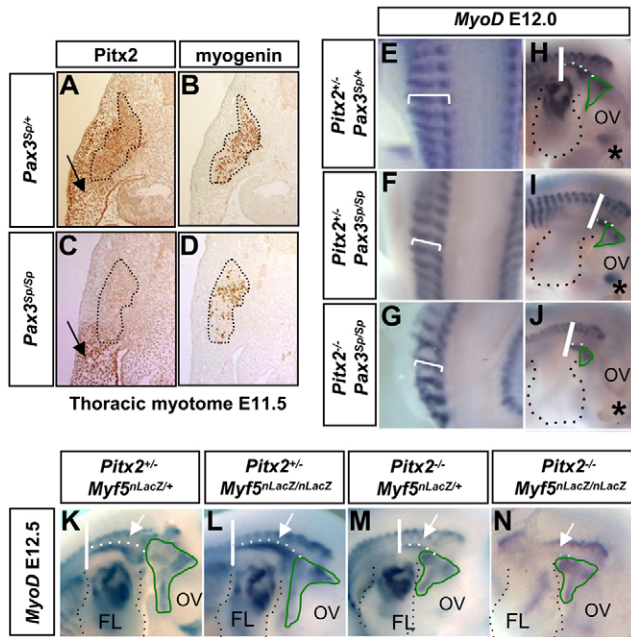 Pitx2
myogenin
Pax3Sp/+
A
B
Pax3Sp/Sp
C
D
Thoracic myotome E11.5
MyoD E12.0
Pitx2+/-
Pax3Sp/+
E
H
OV
*
Pitx2+/-
Pax3Sp/Sp
F
I
OV
*
Pitx2-/-
Pax3Sp/Sp
G
J
OV
*
Pitx2+/-
Myf5nLacZ/+
Pitx2+/-
Myf5nLacZ/nLacZ
Pitx2-/-
Myf5nLacZ/+
Pitx2-/-
Myf5nLacZ/nLacZ
MyoD E12.5
K
FL
OV
L
FL
OV
M
FL
OV
N
FL
OV